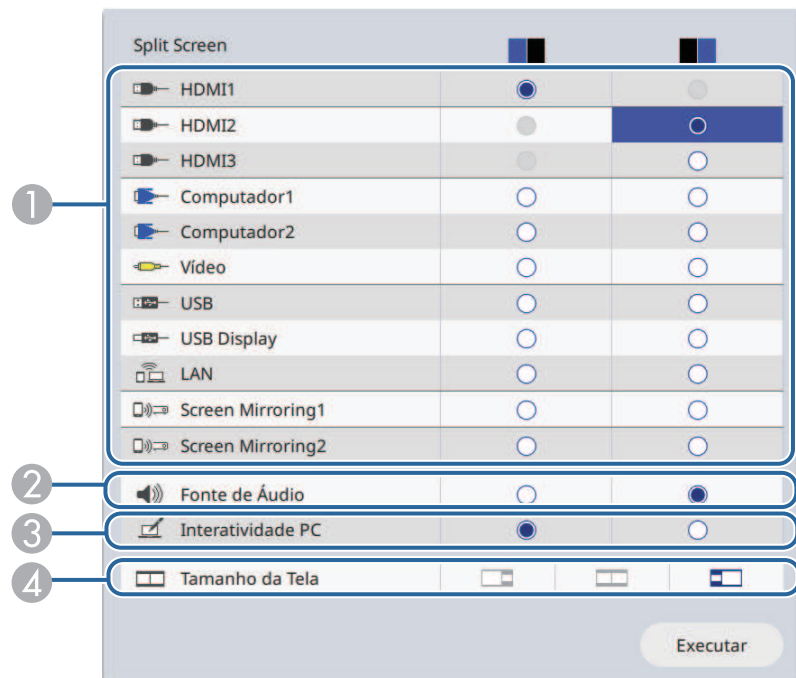 Split Screen
HDMI1
HDMI2
HDMI3
1
Computador1
Computador2
Vídeo
USB
USB Display
LAN
Screen Mirroring1
Screen Mirroring2
2 Fonte de Áudio
3 Interatividade PC
4 Tamanho da Tela
Executar